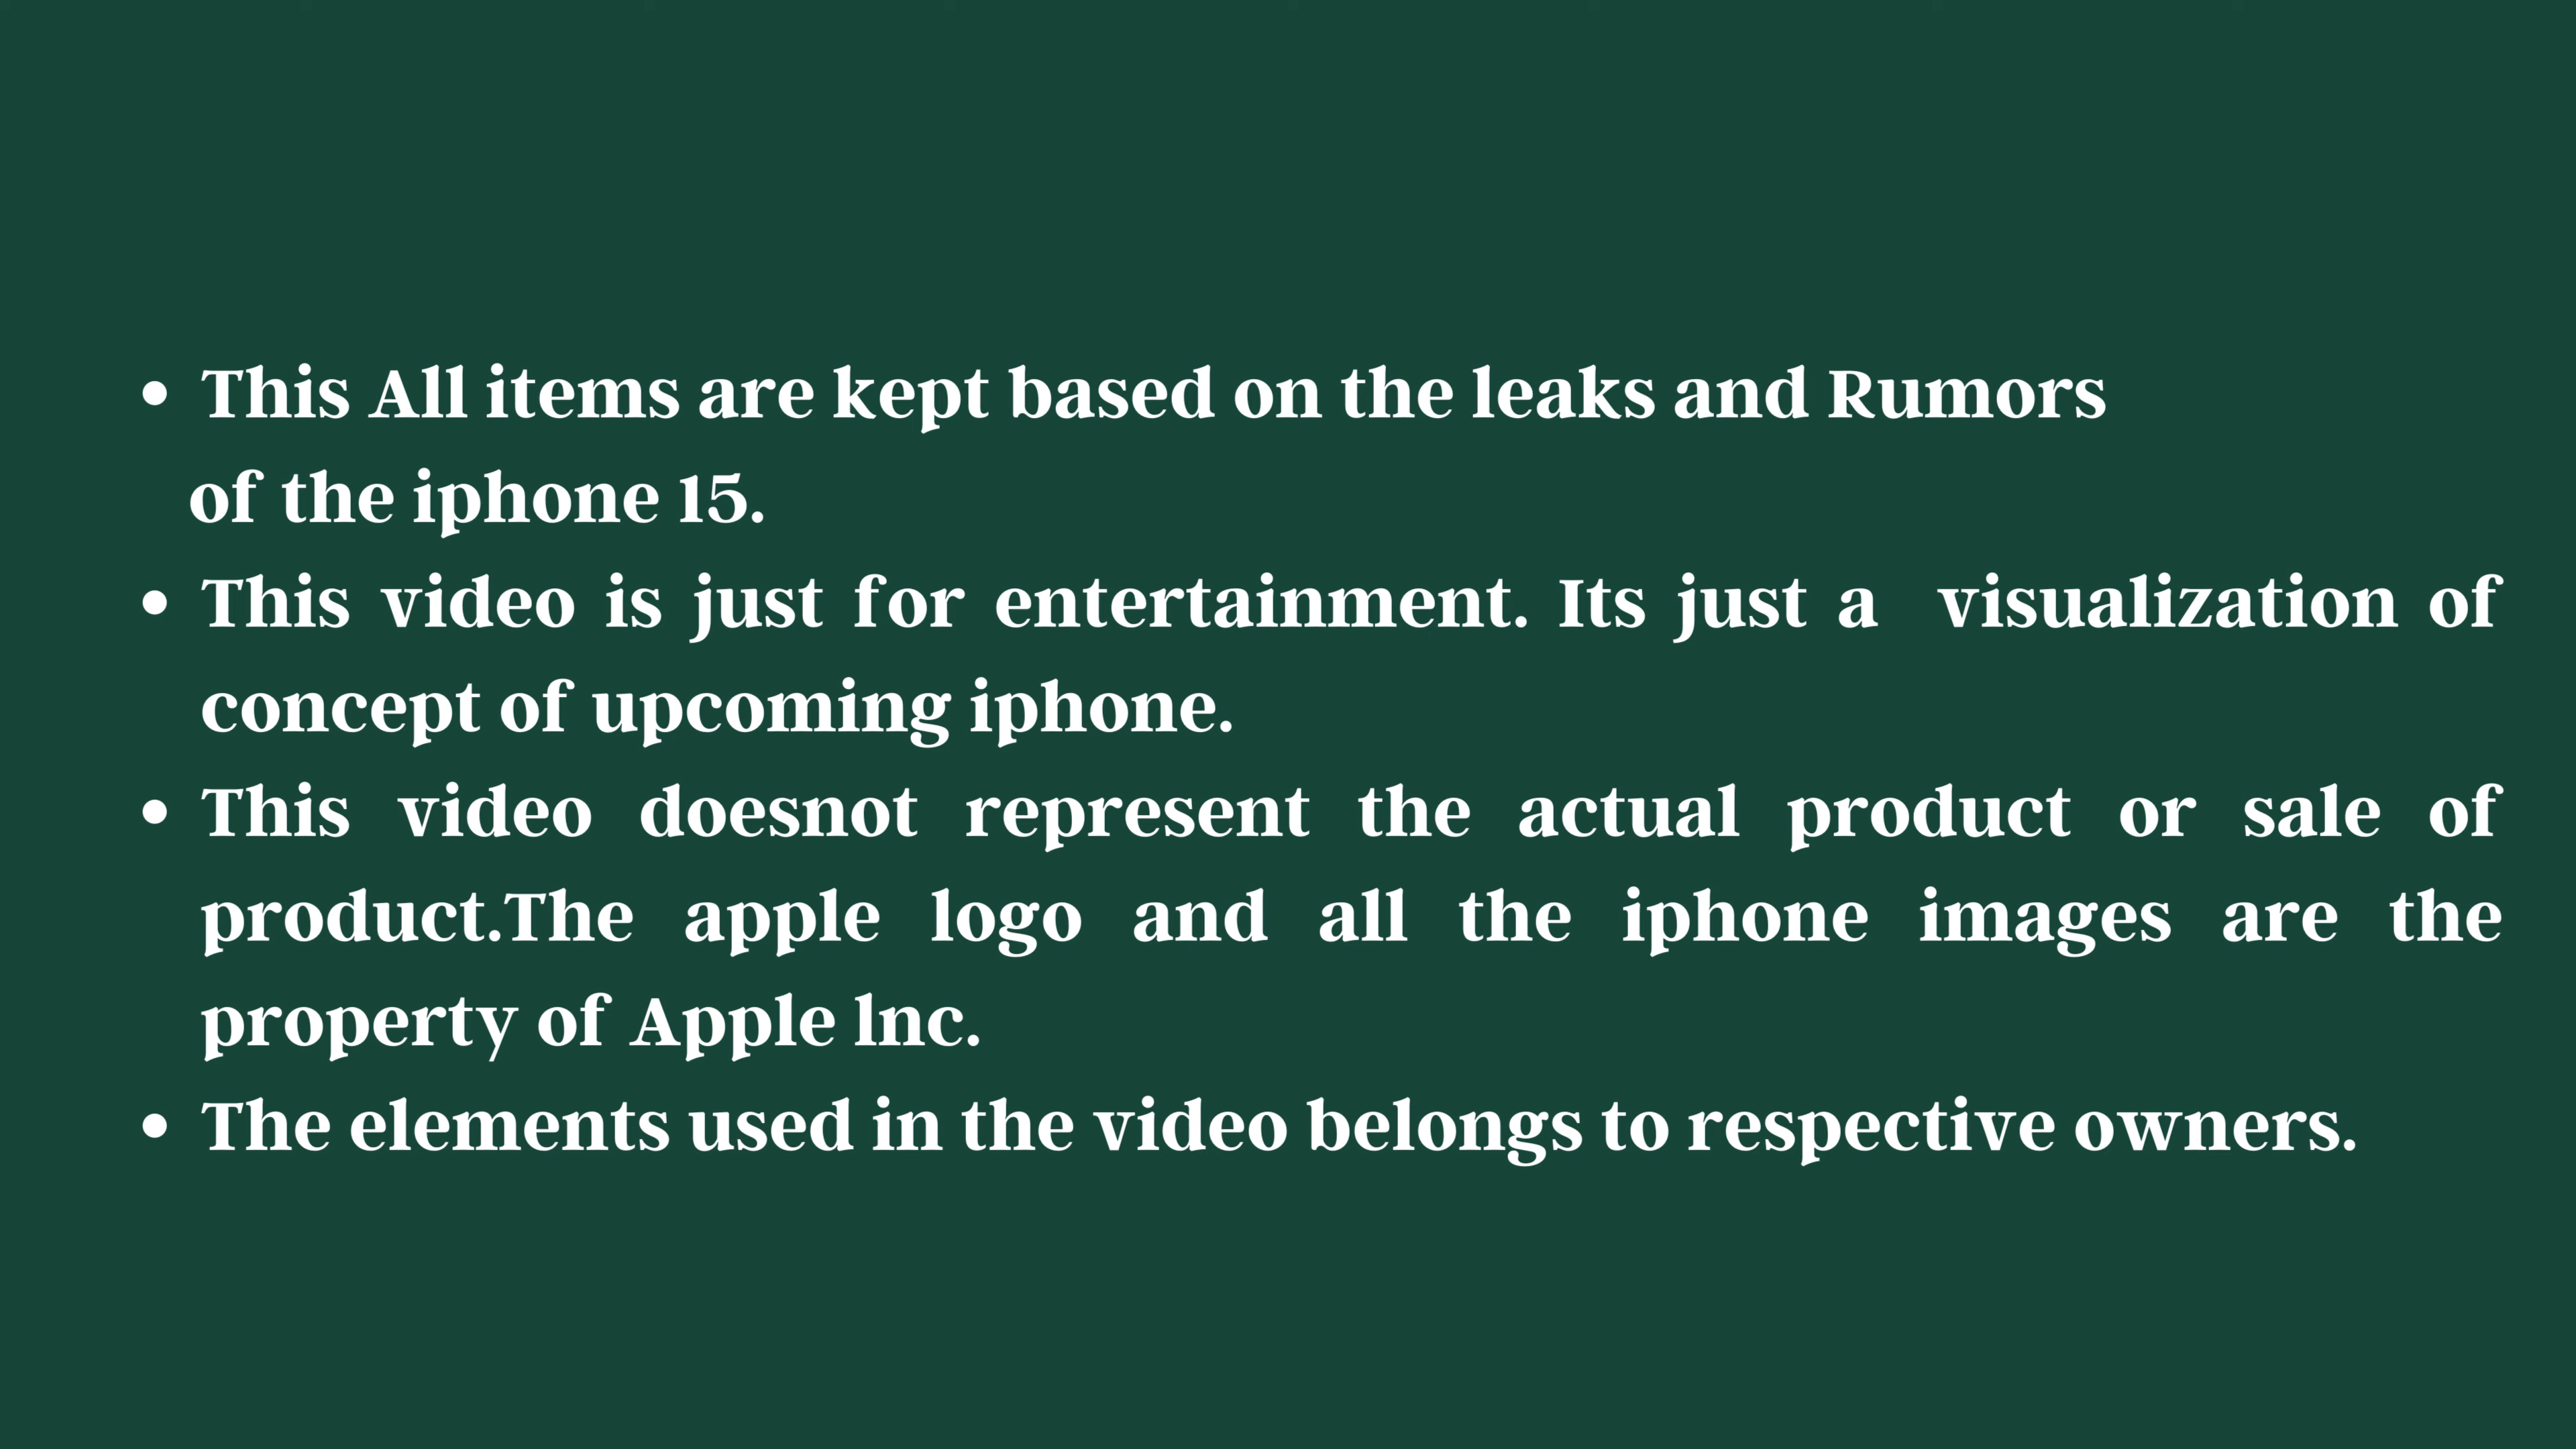 • This All items are kept based on the leaks and Rumors
of the iphone 15.
• This video is just for entertainment. Its just a visualization of
concept of upcoming iphone.
• This video doesnot represent the actual product or sale of
product.The apple logo and all the iphone images are the
property of Apple lnc.
• The elements used in the video belongs to respective owners.